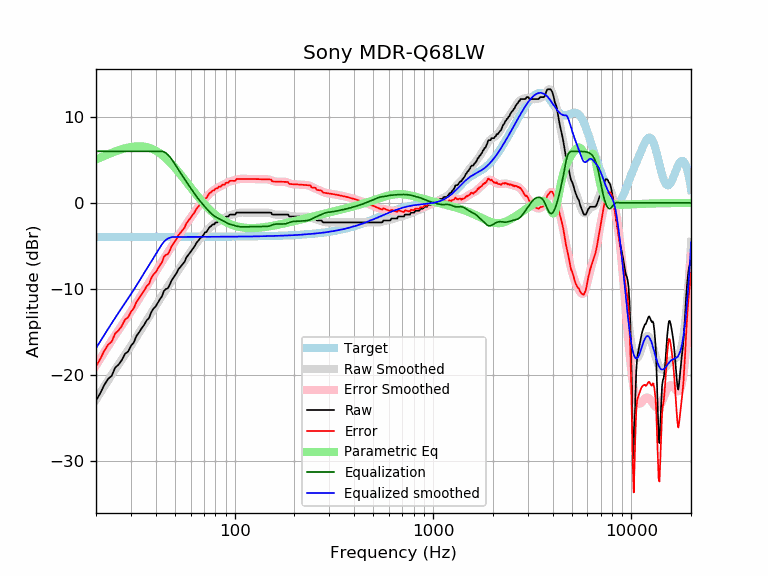 Sony MDR-Q68LW
Amplitude (dBr)
10
0
−10
−20
−30
Target
Raw Smoothed
Error Smoothed
Raw
Error
Parametric Eq
Equalization
Equalized smoothed
100
1000
10000
Frequency (Hz)